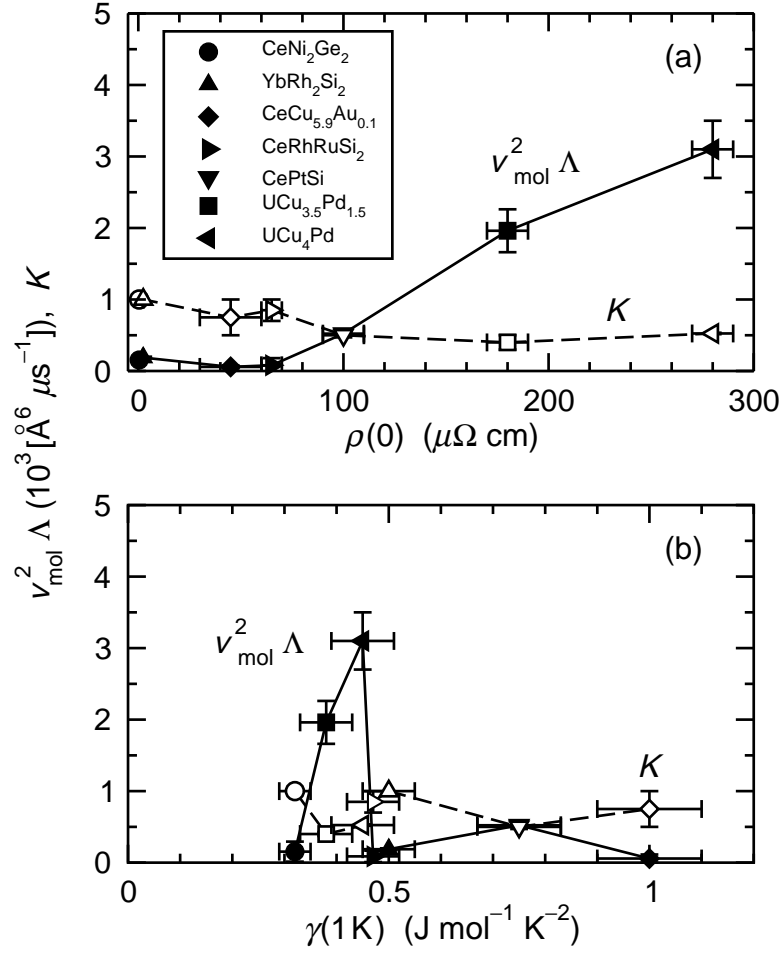 5
4
3
2
1
0
(a)
CeNi₂Ge₂
YbRh₂Si₂
CeCu₅.₉Au₀.₁
CeRhRuSi₂
CePtSi
UCu₃.₅Pd₁.₅
UCu₄Pd
v²mol Λ
K
0 100 200 300
ρ(0) (μΩ cm)
v²mol Λ (10³[Å⁶ μs⁻¹]), K
5
4
3
2
1
0
(b)
v²mol Λ
K
0 0.5 1
γ(1K) (J mol⁻¹ K⁻²)